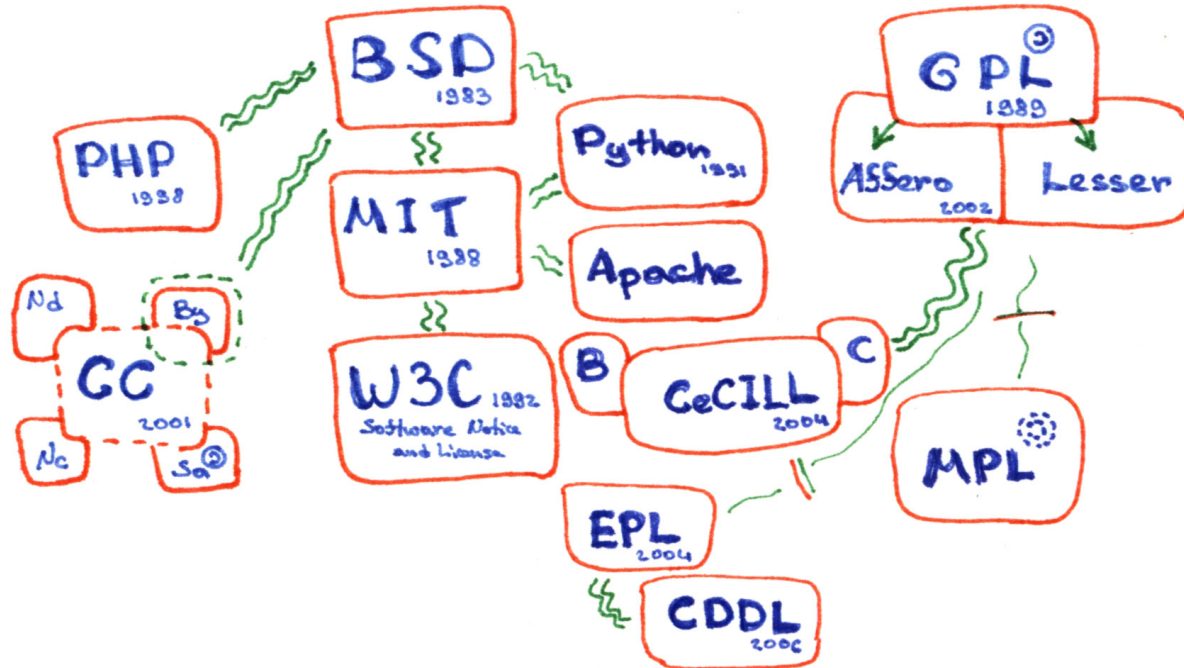 BSD
1983
GPL
1989
PHP
1998
Python
1991
Affero
2002
Lesser
MIT
1988
Apache
Nd
By
CC
2001
Nc
Sa
W3C 1992
Software Notice
and License
B
CeCILL
2004
C
MPL
EPL
2004
CDDL
2006